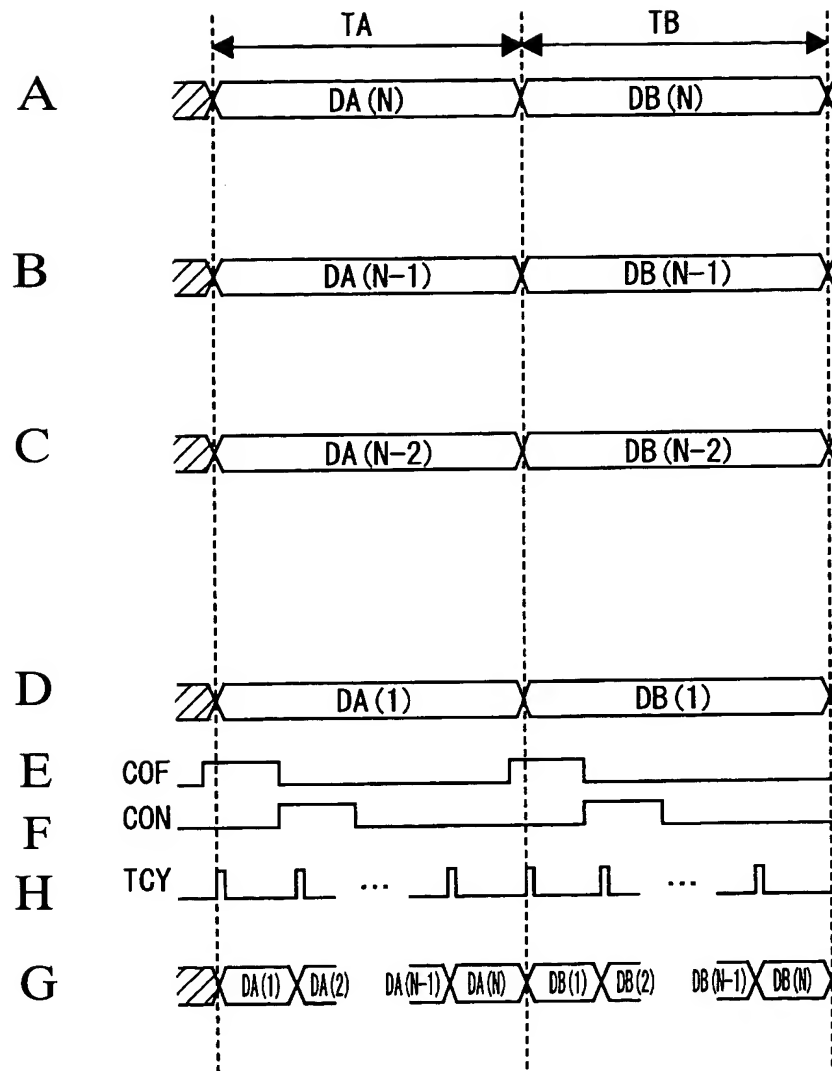 TA TB
A DA(N) DB(N)
B DA(N-1) DB(N-1)
C DA(N-2) DB(N-2)
D DA(1) DB(1)
E COF
F CON
H TCY ... ...
G DA(1) DA(2) DA(N-1) DA(N) DB(1) DB(2) DB(N-1) DB(N)